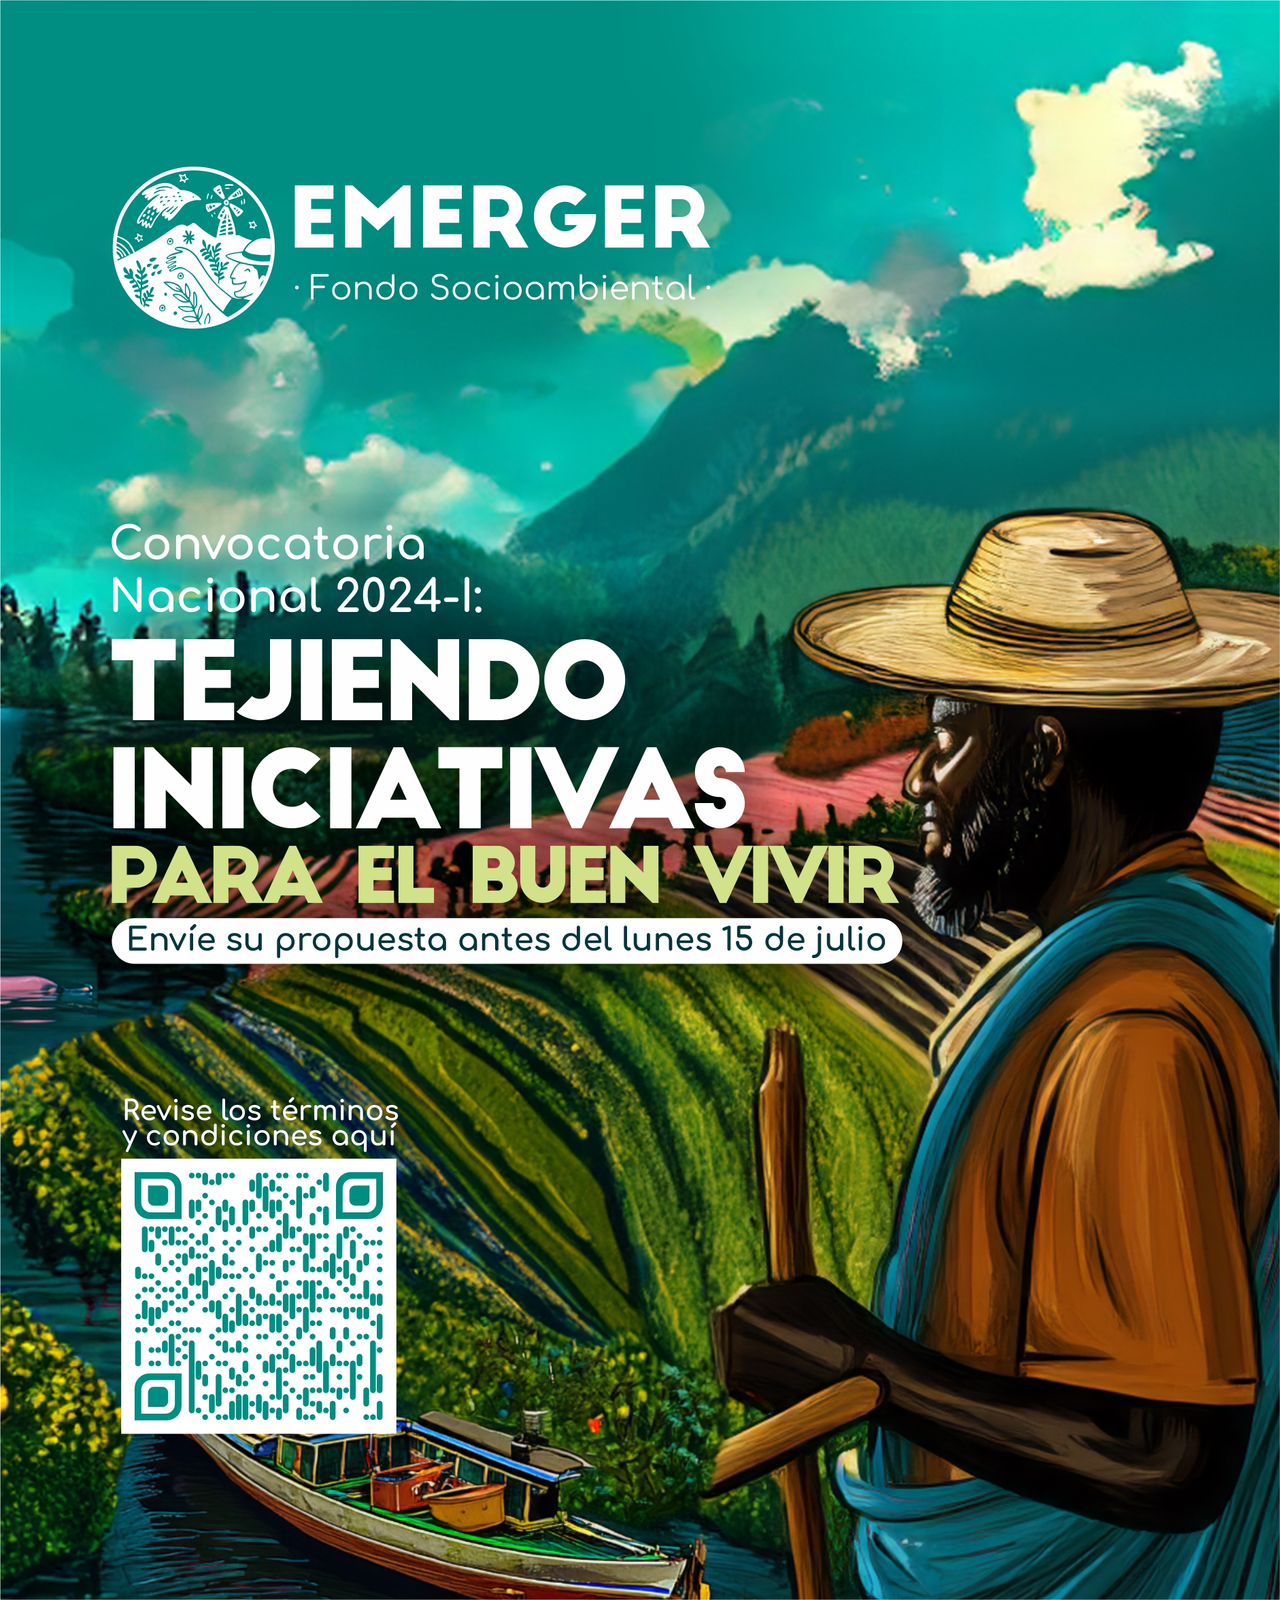 EMERGER
· Fondo Socioambiental ·
Convocatoria
Nacional 2024-I:
TEJIENDO
INICIATIVAS
PARA EL BUEN VIVIR
Envíe su propuesta antes del lunes 15 de julio
Revise los términos
y condiciones aquí